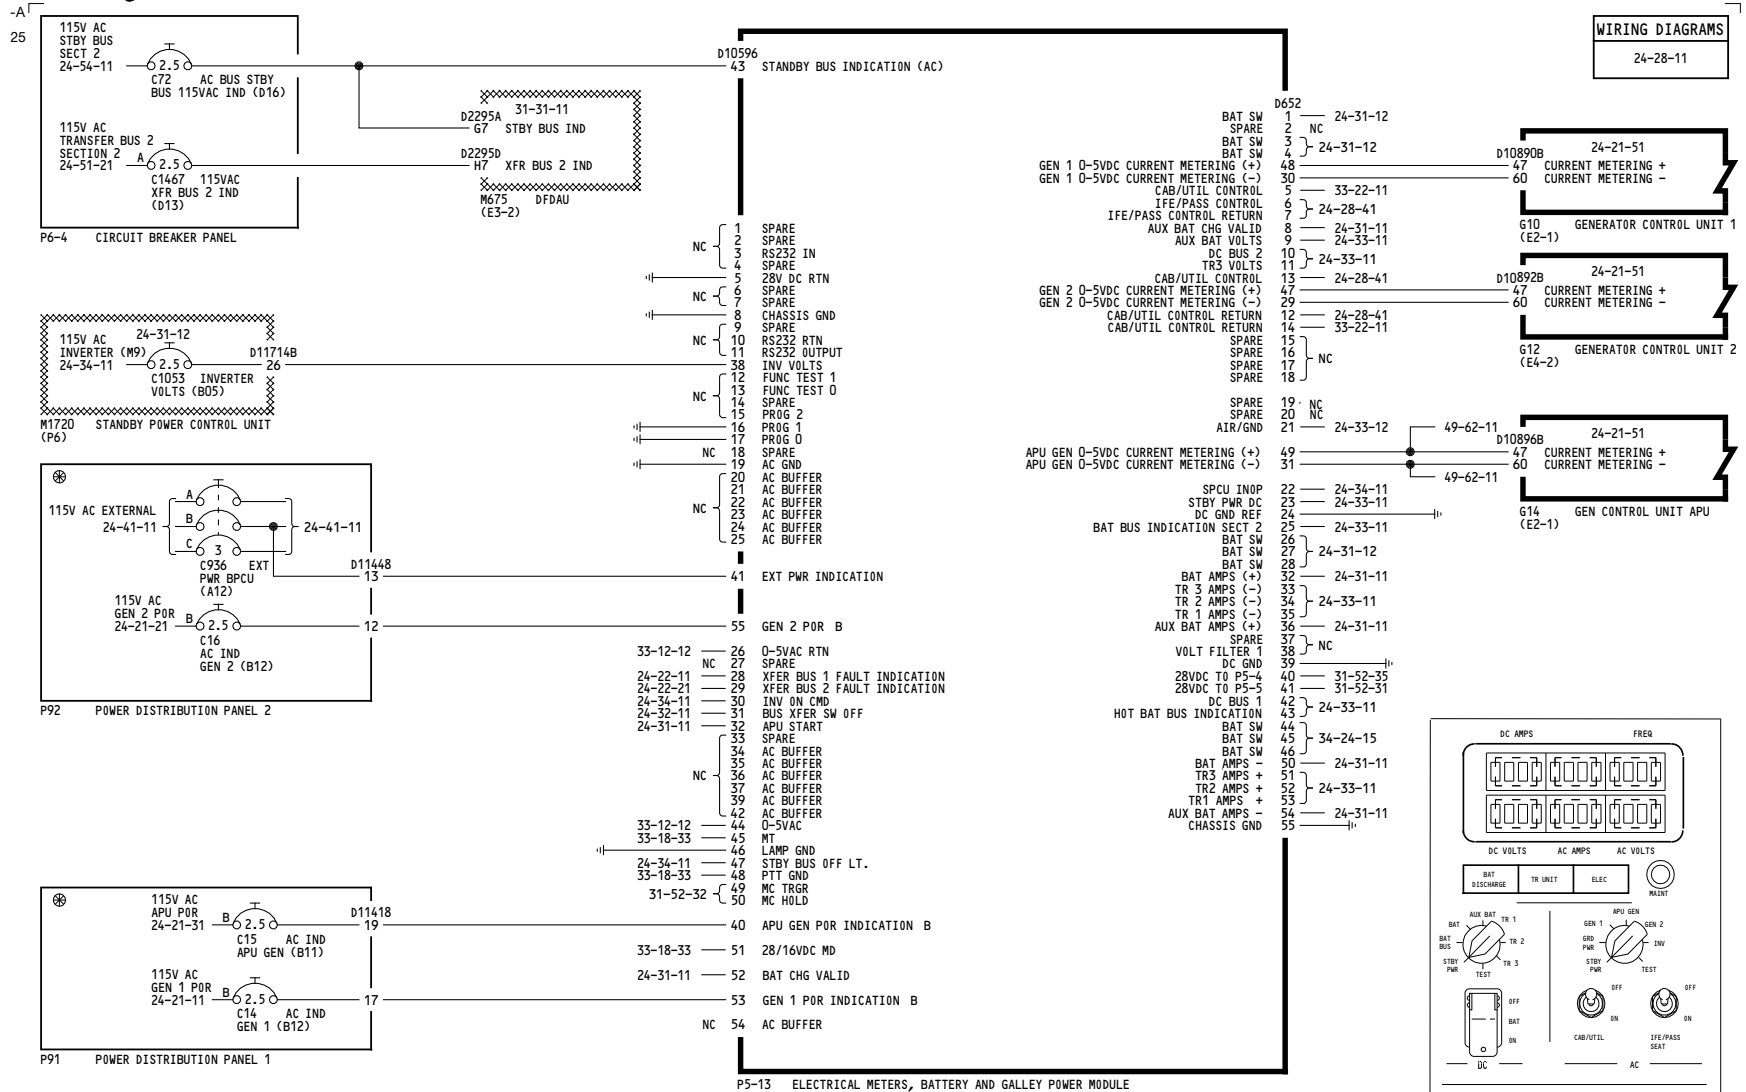 -A
25
WIRING DIAGRAMS
24-28-11
115V AC
STBY BUS
SECT 2
24-54-11
2.5
C72 AC BUS STBY
BUS 115VAC IND (D16)
115V AC
TRANSFER BUS 2
SECTION 2
24-51-21
A
2.5
C1467 115VAC
XFR BUS 2 IND
(D13)
P6-4 CIRCUIT BREAKER PANEL
31-31-11
D2295A
G7 STBY BUS IND
D2295D
H7 XFR BUS 2 IND
M675 DFDAU
(E3-2)
24-31-12
115V AC
INVERTER (M9)
24-34-11
2.5
C1053 INVERTER
VOLTS (B05)
D11714B
26
M1720 STANDBY POWER CONTROL UNIT
(P6)
115V AC EXTERNAL
24-41-11
A
B
C
3
24-41-11
C936 EXT
PWR BPCU
(A12)
D11448
13
115V AC
GEN 2 POR
24-21-21
B
2.5
C16
AC IND
GEN 2 (B12)
12
P92 POWER DISTRIBUTION PANEL 2
115V AC
APU POR
24-21-31
B
2.5
C15 AC IND
APU GEN (B11)
D11418
19
115V AC
GEN 1 POR
24-21-11
B
2.5
C14 AC IND
GEN 1 (B12)
17
P91 POWER DISTRIBUTION PANEL 1
D10596
43 STANDBY BUS INDICATION (AC)
NC
1 SPARE
2 SPARE
3 RS232 IN
4 SPARE
5 28V DC RTN
NC
6 SPARE
7 SPARE
8 CHASSIS GND
NC
9 SPARE
10 RS232 RTN
11 RS232 OUTPUT
38 INV VOLTS
NC
12 FUNC TEST 1
13 FUNC TEST 0
14 SPARE
15 PROG 2
16 PROG 1
17 PROG 0
NC 18 SPARE
19 AC GND
NC
20 AC BUFFER
21 AC BUFFER
22 AC BUFFER
23 AC BUFFER
24 AC BUFFER
25 AC BUFFER
41 EXT PWR INDICATION
55 GEN 2 POR B
33-12-12 26 0-5VAC RTN
NC 27 SPARE
24-22-11 28 XFER BUS 1 FAULT INDICATION
24-22-21 29 XFER BUS 2 FAULT INDICATION
24-34-11 30 INV ON CMD
24-32-11 31 BUS XFER SW OFF
24-31-11 32 APU START
NC
33 SPARE
34 AC BUFFER
35 AC BUFFER
36 AC BUFFER
37 AC BUFFER
39 AC BUFFER
42 AC BUFFER
33-12-12 44 0-5VAC
33-18-33 45 MT
46 LAMP GND
24-34-11 47 STBY BUS OFF LT.
33-18-33 48 PTT GND
31-52-32
49 MC TRGR
50 MC HOLD
40 APU GEN POR INDICATION B
33-18-33 51 28/16VDC MD
24-31-11 52 BAT CHG VALID
53 GEN 1 POR INDICATION B
NC 54 AC BUFFER
P5-13 ELECTRICAL METERS, BATTERY AND GALLEY POWER MODULE
D652
BAT SW 1 24-31-12
SPARE 2 NC
BAT SW 3
BAT SW 4
24-31-12
GEN 1 0-5VDC CURRENT METERING (+) 48
GEN 1 0-5VDC CURRENT METERING (-) 30
CAB/UTIL CONTROL 5 33-22-11
IFE/PASS CONTROL 6
IFE/PASS CONTROL RETURN 7
24-28-41
AUX BAT CHG VALID 8 24-31-11
AUX BAT VOLTS 9 24-33-11
DC BUS 2 10
TR3 VOLTS 11
24-33-11
CAB/UTIL CONTROL 13 24-28-41
GEN 2 0-5VDC CURRENT METERING (+) 47
GEN 2 0-5VDC CURRENT METERING (-) 29
CAB/UTIL CONTROL RETURN 12 24-28-41
CAB/UTIL CONTROL RETURN 14 33-22-11
SPARE 15
SPARE 16
SPARE 17
SPARE 18
NC
SPARE 19 NC
SPARE 20 NC
AIR/GND 21 24-33-12
APU GEN 0-5VDC CURRENT METERING (+) 49
APU GEN 0-5VDC CURRENT METERING (-) 31
49-62-11
49-62-11
SPCU INOP 22 24-34-11
STBY PWR DC 23 24-33-11
DC GND REF 24
BAT BUS INDICATION SECT 2 25 24-33-11
BAT SW 26
BAT SW 27
BAT SW 28
24-31-12
BAT AMPS (+) 32 24-31-11
TR 3 AMPS (-) 33
TR 2 AMPS (-) 34
TR 1 AMPS (-) 35
24-33-11
AUX BAT AMPS (+) 36 24-31-11
SPARE 37
VOLT FILTER 1 38
NC
DC GND 39
28VDC TO P5-4 40 31-52-35
28VDC TO P5-5 41 31-52-31
DC BUS 1 42
HOT BAT BUS INDICATION 43
24-33-11
BAT SW 44
BAT SW 45
BAT SW 46
34-24-15
BAT AMPS - 50 24-31-11
TR3 AMPS + 51
TR2 AMPS + 52
TR1 AMPS + 53
24-33-11
AUX BAT AMPS - 54 24-31-11
CHASSIS GND 55
D10890B
24-21-51
47 CURRENT METERING +
60 CURRENT METERING -
G10 GENERATOR CONTROL UNIT 1
(E2-1)
D10892B
24-21-51
47 CURRENT METERING +
60 CURRENT METERING -
G12 GENERATOR CONTROL UNIT 2
(E4-2)
D10896B
24-21-51
47 CURRENT METERING +
60 CURRENT METERING -
G14 GEN CONTROL UNIT APU
(E2-1)
DC AMPS FREQ
DC VOLTS AC AMPS AC VOLTS
BAT
DISCHARGE
TR UNIT
ELEC
MAINT
AUX BAT
BAT
TR 1
BAT
BUS
TR 2
STBY
PWR
TR 3
TEST
APU GEN
GEN 1
GEN 2
GRD
PWR
INV
STBY
PWR
TEST
OFF
BAT
ON
OFF
ON
CAB/UTIL
OFF
ON
IFE/PASS
SEAT
DC
AC